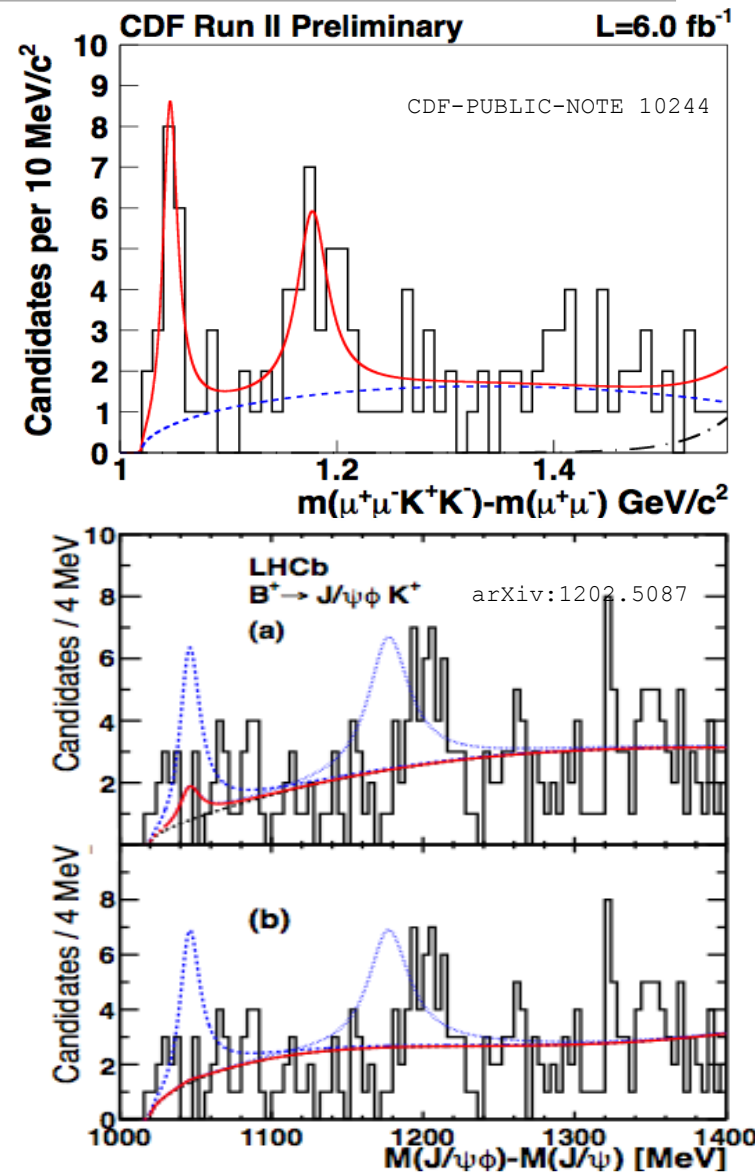 CDF Run II Preliminary L=6.0 fb⁻¹
CDF-PUBLIC-NOTE 10244
Candidates per 10 MeV/c²
10
9
8
7
6
5
4
3
2
1
0
1 1.2 1.4
m(μ⁺μ⁻K⁺K⁻)-m(μ⁺μ⁻) GeV/c²
LHCb
B⁺→ J/ψφ K⁺
arXiv:1202.5087
(a)
Candidates / 4 MeV
10
8
6
4
2
(b)
Candidates / 4 MeV
8
6
4
2
0
1000 1100 1200 1300 1400
M(J/ψφ)-M(J/ψ) [MeV]